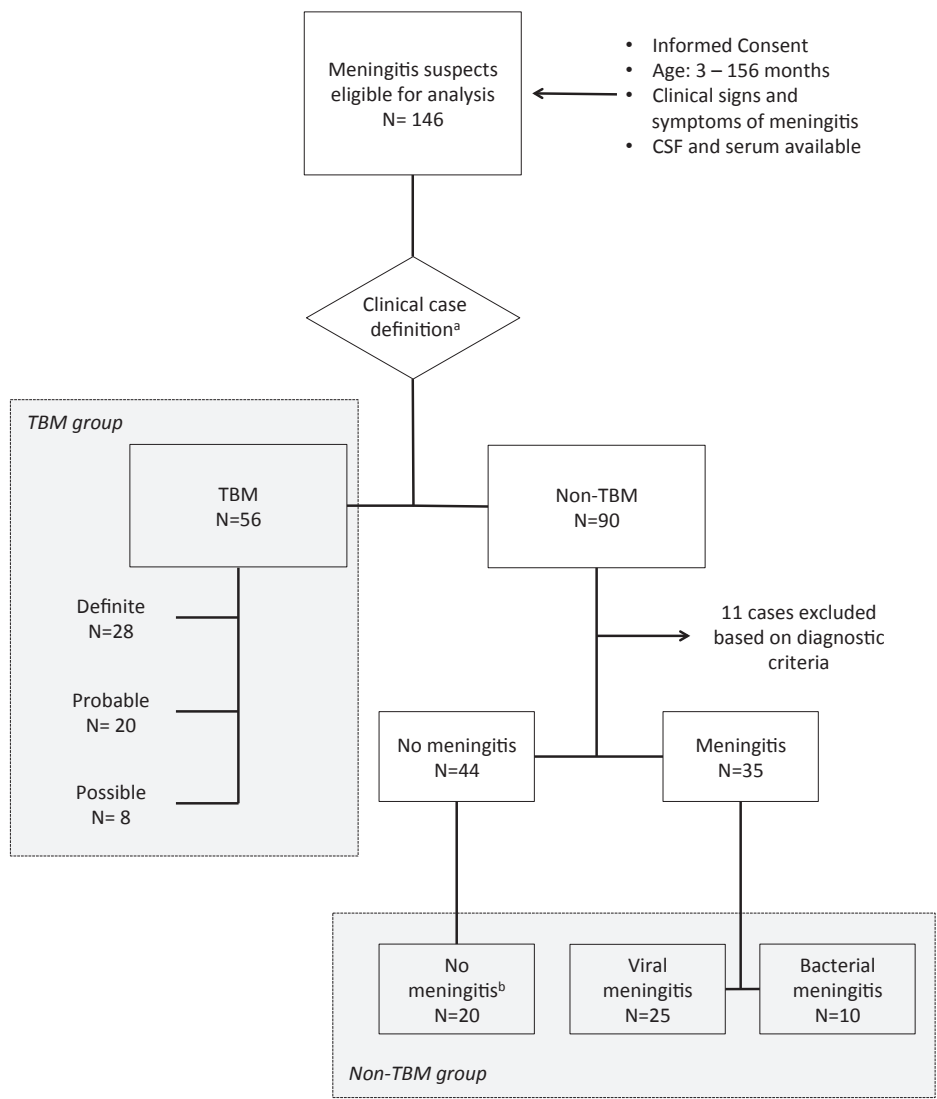 Meningitis suspects
eligible for analysis
N= 146
• Informed Consent
• Age: 3 – 156 months
• Clinical signs and
symptoms of meningitis
• CSF and serum available
Clinical case
definitionᵃ
TBM group
TBM
N=56
Non-TBM
N=90
Definite
N=28
Probable
N= 20
Possible
N= 8
11 cases excluded
based on diagnostic
criteria
No meningitis
N=44
Meningitis
N=35
No
meningitisᵇ
N=20
Viral
meningitis
N=25
Bacterial
meningitis
N=10
Non-TBM group